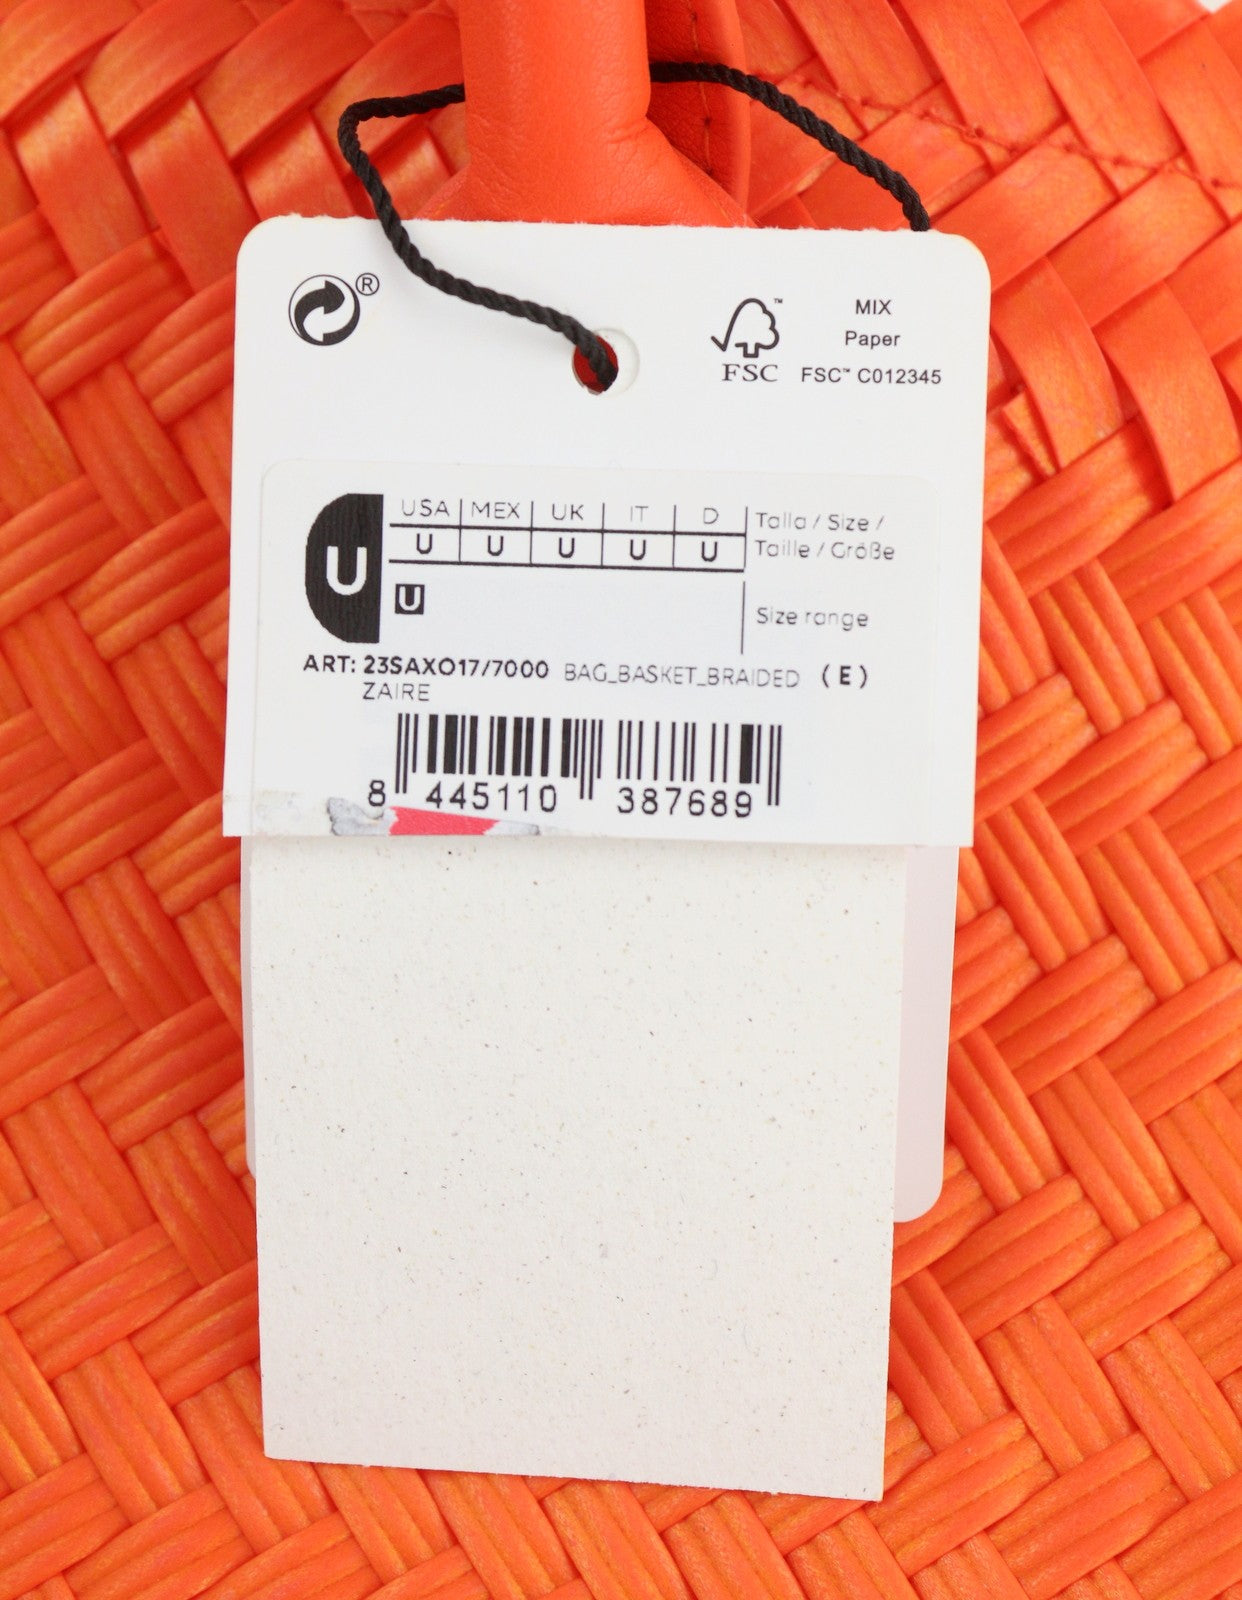 ®
FSC™
MIX
Paper
FSC™ C012345
U
USA MEX UK IT D
U U U U U
Talla / Size /
Taille / Größe
U
Size range
ART: 23SAXO17/7000 BAG_BASKET_BRAIDED (E)
ZAIRE
8 445110 387689